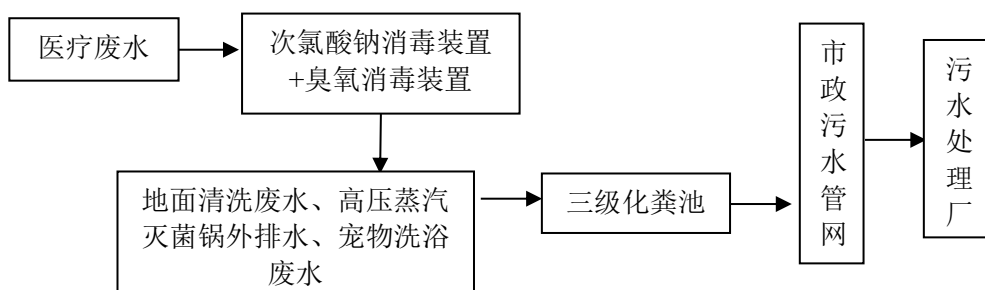 医疗废水
次氯酸钠消毒装置
+臭氧消毒装置
地面清洗废水、高压蒸汽
灭菌锅外排水、宠物洗浴
废水
三级化粪池
市政污水管网
污水处理厂